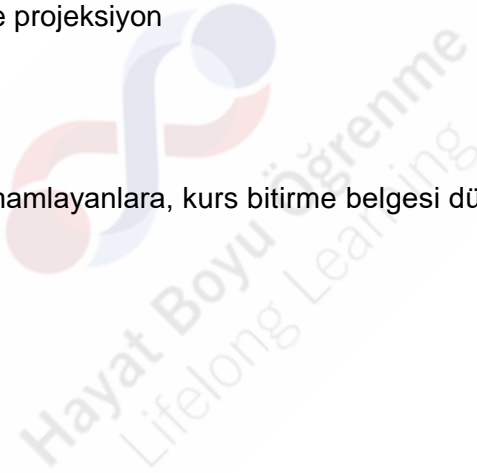 e projeksiyon
namlayanlara, kurs bitirme belgesi dü
Hayat Boyu Öğrenme
Lifelong Learning